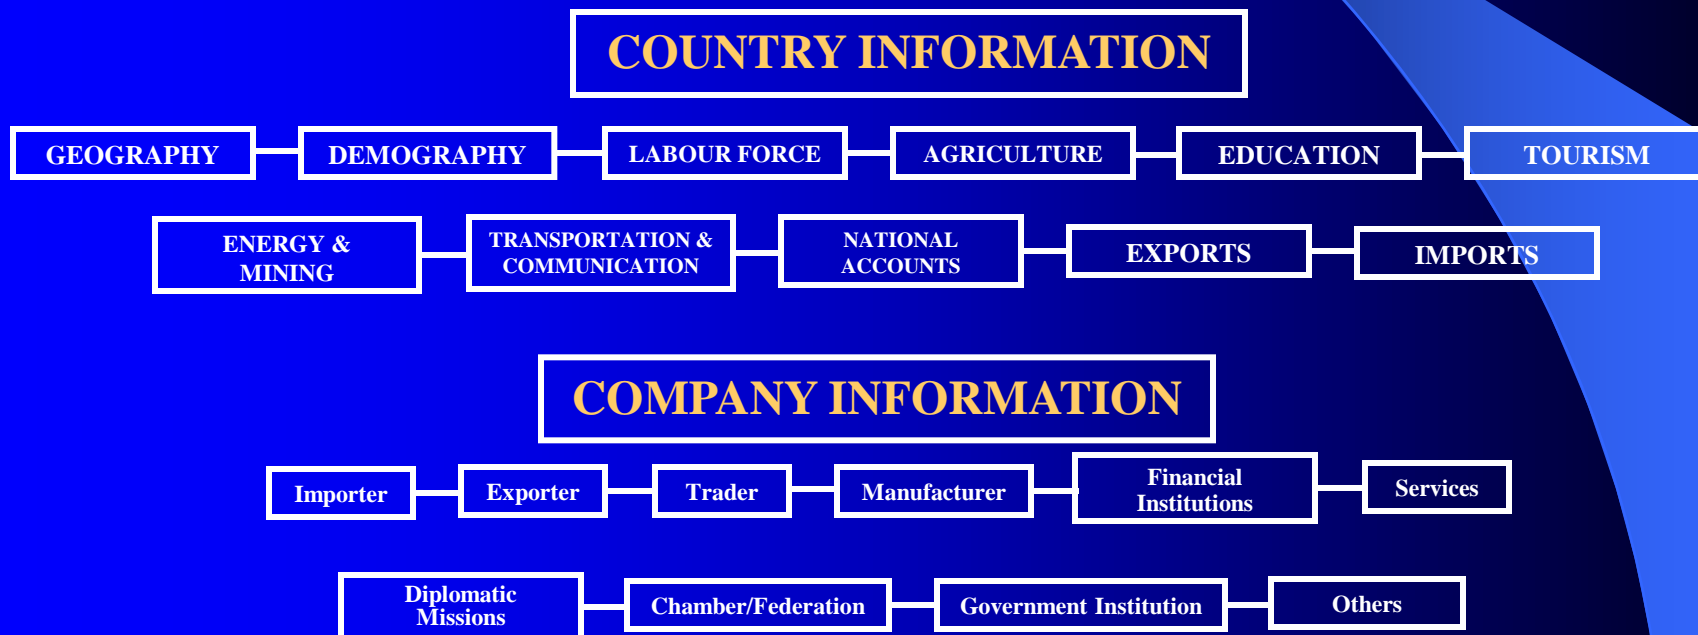 COUNTRY INFORMATION
GEOGRAPHY
DEMOGRAPHY
LABOUR FORCE
AGRICULTURE
EDUCATION
TOURISM
ENERGY &
MINING
TRANSPORTATION &
COMMUNICATION
NATIONAL
ACCOUNTS
EXPORTS
IMPORTS
COMPANY INFORMATION
Importer
Exporter
Trader
Manufacturer
Financial
Institutions
Services
Diplomatic
Missions
Chamber/Federation
Government Institution
Others